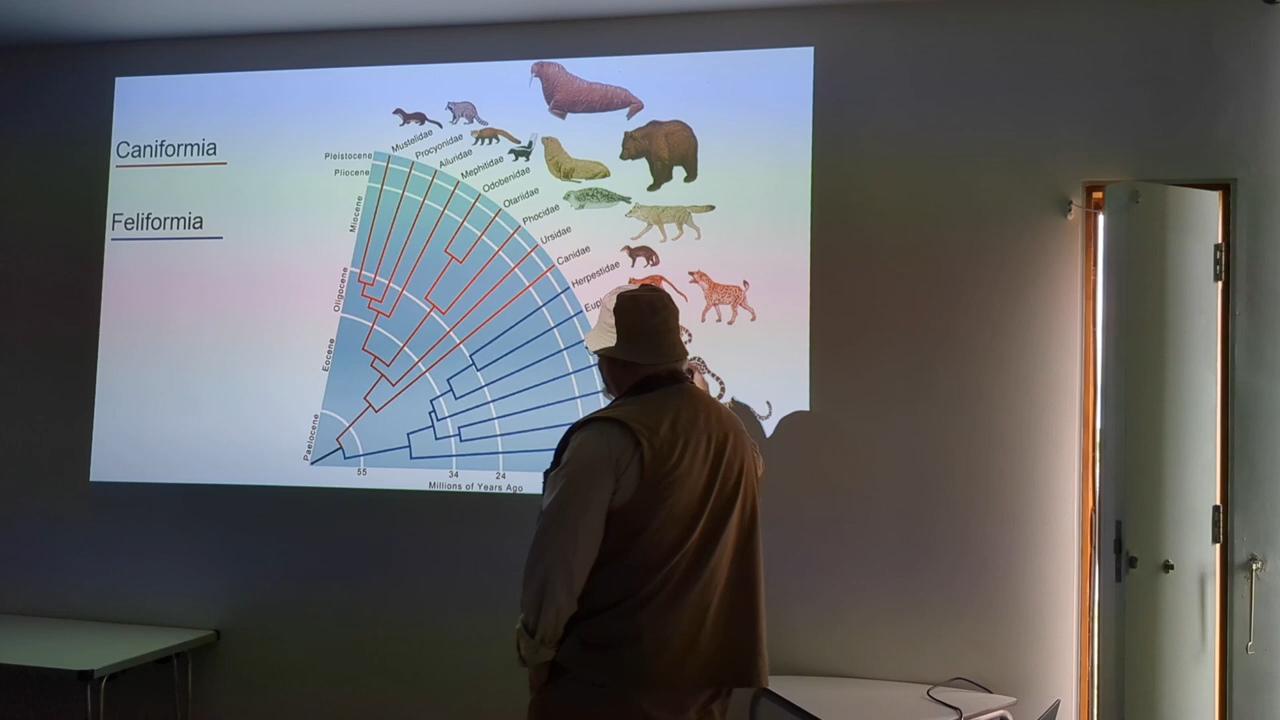 Caniformia
Feliformia
Mustelidae
Procyonidae
Ailuridae
Mephitidae
Odobenidae
Otariidae
Phocidae
Ursidae
Canidae
Herpestidae
Pleistocene
Pliocene
Miocene
Oligocene
Eocene
Paelocene
55
34
24
Millions of Years Ago